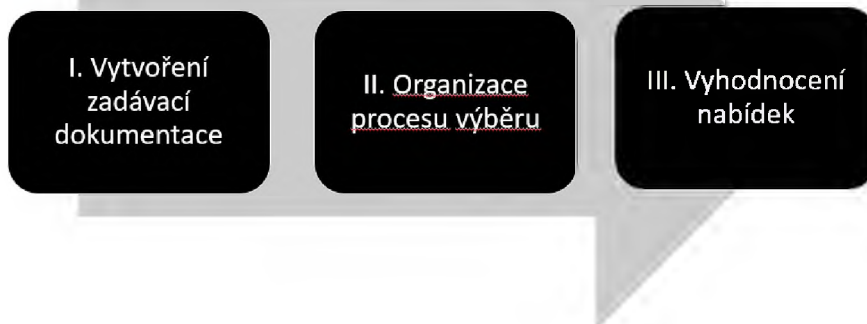 I. Vytvoření
zadávací
dokumentace
II. Organizace
procesu výběru
III. Vyhodnocení
nabídek